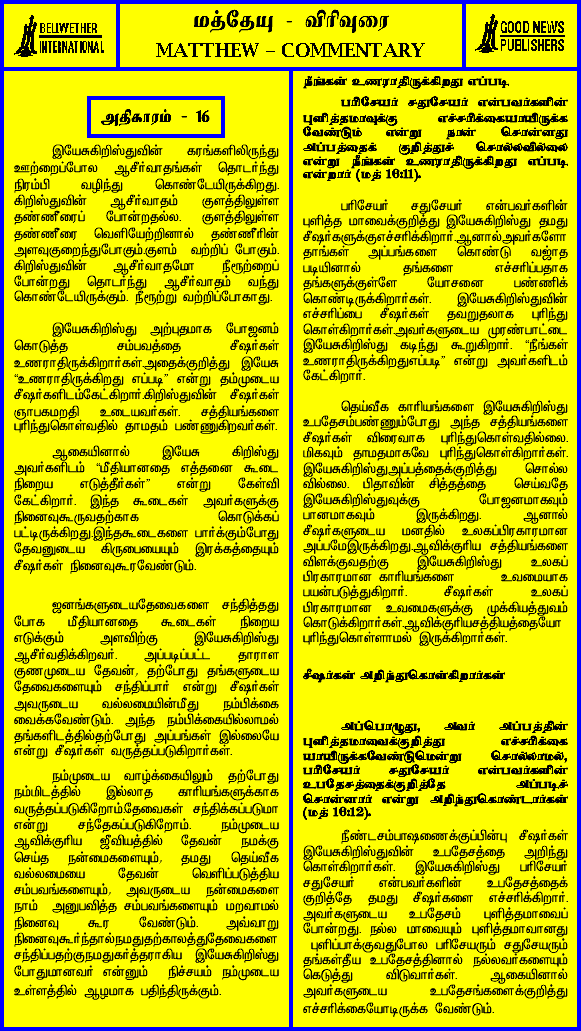 BELIWETHER
INTERNATIONAL
மத்தேயு - விரிவுரை
MATTHEW – COMMENTARY
GOOD NEWS
PUBLISHERS
அதிகாரம் - 16
இயேசுகிறிஸ்துவின் கரங்களிலிருந்து
ஊற்றைப்போல ஆசீர்வாதங்கள் தொடர்ந்து
நிரம்பி வழிந்து கொண்டேயிருக்கிறது.
கிறிஸ்துவின் ஆசீர்வாதம் குளத்திலுள்ள
தண்ணீரைப் போன்றதல்ல. குளத்திலுள்ள
தண்ணீரை வெளியேற்றினால் தண்ணீரின்
அளவுகுறைந்துபோகும்.குளம் வற்றிப் போகும்.
கிறிஸ்துவின் ஆசீர்வாதமோ நீரூற்றைப்
போன்றது தொடர்ந்து ஆசீர்வாதம் வந்து
கொண்டேயிருக்கும். நீரூற்று வற்றிப்போகாது.
இயேசுகிறிஸ்து அற்புதமாக போஜனம்
கொடுத்த சம்பவத்தை சீஷர்கள்
உணராதிருக்கிறார்கள்.அதைக்குறித்து இயேசு
“உணராதிருக்கிறது எப்படி” என்று தம்முடைய
சீஷர்களிடம்கேட்கிறார்.கிறிஸ்துவின் சீஷர்கள்
ஞாபகமறதி உடையவர்கள். சத்தியங்களை
புரிந்துகொள்வதில் தாமதம் பண்ணுகிறவர்கள்.
ஆகையினால் இயேசு கிறிஸ்து
அவர்களிடம் “மீதியானதை எத்தனை கூடை
நிறைய எடுத்தீர்கள்” என்று கேள்வி
கேட்கிறார். இந்த கூடைகள் அவர்களுக்கு
நினைவுகூருவதற்காக கொடுக்கப்
பட்டிருக்கிறது.இந்தகூடைகளை பார்க்கும்போது
தேவனுடைய கிருபையையும் இரக்கத்தையும்
சீஷர்கள் நினைவுகூரவேண்டும்.
ஜனங்களுடையதேவைகளை சந்தித்தது
போக மீதியானதை கூடைகள் நிறைய
எடுக்கும் அளவிற்கு இயேசுகிறிஸ்து
ஆசீர்வதிக்கிறவர். அப்படிப்பட்ட தாராள
குணமுடைய தேவன், தற்போது தங்களுடைய
தேவைகளையும் சந்திப்பார் என்று சீஷர்கள்
அவருடைய வல்லமையின்மீது நம்பிக்கை
வைக்கவேண்டும். அந்த நம்பிக்கையில்லாமல்
தங்களிடத்தில்தற்போது அப்பங்கள் இல்லையே
என்று சீஷர்கள் வருத்தப்படுகிறார்கள்.
நம்முடைய வாழ்க்கையிலும் தற்போது
நம்மிடத்தில் இல்லாத காரியங்களுக்காக
வருத்தப்படுகிறோம்.தேவைகள் சந்திக்கப்படுமா
என்று சந்தேகப்படுகிறோம். நம்முடைய
ஆவிக்குரிய ஜீவியத்தில் தேவன் நமக்கு
செய்த நன்மைகளையும், தமது தெய்வீக
வல்லமையை தேவன் வெளிப்படுத்திய
சம்பவங்களையும், அவருடைய நன்மைகளை
நாம் அனுபவித்த சம்பவங்களையும் மறவாமல்
நினைவு கூர வேண்டும். அவ்வாறு
நினைவுகூர்ந்தால்நமதுதற்காலத்துதேவைகளை
சந்திப்பதற்குநமதுகர்த்தராகிய இயேசுகிறிஸ்து
போதுமானவர் என்னும் நிச்சயம் நம்முடைய
உள்ளத்தில் ஆழமாக பதிந்திருக்கும்.
நீங்கள் உணராதிருக்கிறது எப்படி.
பரிசேயர் சதுசேயர் என்பவர்களின்
புளித்தமாவுக்கு எச்சரிக்கையாயிருக்க
வேண்டும் என்று நான் சொன்னது
அப்பத்தைக் குறித்துச் சொல்லவில்லை
என்று நீங்கள் உணராதிருக்கிறது எப்படி
என்றார் (மத் 16:11).
பரிசேயர் சதுசேயர் என்பவர்களின்
புளித்த மாவைக்குறித்து இயேசுகிறிஸ்து தமது
சீஷர்களுக்குஎச்சரிக்கிறார்.ஆனால்அவர்களோ
தாங்கள் அப்பங்களை கொண்டு வஜாத
படியினால் தங்களை எச்சரிப்பதாக
தங்களுக்குள்ளே யோசனை பண்ணிக்
கொண்டிருக்கிறார்கள். இயேசுகிறிஸ்துவின்
எச்சரிப்பை சீஷர்கள் தவறுதலாக புரிந்து
கொள்கிறார்கள்.அவர்களுடைய முரண்பாட்டை
இயேசுகிறிஸ்து கடிந்து கூறுகிறார். “நீங்கள்
உணராதிருக்கிறதுஎப்படி” என்று அவர்களிடம்
கேட்கிறார்.
தெய்வீக காரியங்களை இயேசுகிறிஸ்து
உபதேசம்பண்ணும்போது அந்த சத்தியங்களை
சீஷர்கள் விரைவாக புரிந்துகொள்வதில்லை.
மிகவும் தாமதமாகவே புரிந்துகொள்கிறார்கள்.
இயேசுகிறிஸ்துஅப்பத்தைக்குறித்து சொல்ல
வில்லை. பிதாவின் சித்தத்தை செய்வதே
இயேசுகிறிஸ்துவுக்கு போஜனமாகவும்
பானமாகவும் இருக்கிறது. ஆனால்
சீஷர்களுடைய மனதில் உலகப்பிரகாரமான
அப்பமேஇருக்கிறது.ஆவிக்குரிய சத்தியங்களை
விளக்குவதற்கு இயேசுகிறிஸ்து உலகப்
பிரகாரமான காரியங்களை உவமையாக
பயன்படுத்துகிறார். சீஷர்கள் உலகப்
பிரகாரமான உவமைகளுக்கு முக்கியத்துவம்
கொடுக்கிறார்கள்.ஆவிக்குரியசத்தியத்தையோ
புரிந்துகொள்ளாமல் இருக்கிறார்கள்.
சீஷர்கள் அறிந்துகொள்கிறார்கள்
அப்பொழுது, அவர் அப்பத்தின்
புளித்தமாவைக்குறித்து எச்சரிக்கை
யாயிருக்கவேண்டுமென்று சொல்லாமல்,
பரிசேயர் சதுசேயர் என்பவர்களின்
உபதேசத்தைக்குறித்தே அப்படிச்
சொன்னார் என்று அறிந்துகொண்டார்கள்
(மத் 16:12).
நீண்டசம்பாஷணைக்குப்பின்பு சீஷர்கள்
இயேசுகிறிஸ்துவின் உபதேசத்தை அறிந்து
கொள்கிறார்கள். இயேசுகிறிஸ்து பரிசேயர்
சதுசேயர் என்பவர்களின் உபதேசத்தைக்
குறித்தே தமது சீஷர்களை எச்சரிக்கிறார்.
அவர்களுடைய உபதேசம் புளித்தமாவைப்
போன்றது. நல்ல மாவையும் புளித்தமாவானது
புளிப்பாக்குவதுபோல பரிசேயரும் சதுசேயரும்
தங்கள்தீய உபதேசத்தினால் நல்லவர்களையும்
கெடுத்து விடுவார்கள். ஆகையினால்
அவர்களுடைய உபதேசங்களைக்குறித்து
எச்சரிக்கையோடிருக்க வேண்டும்.